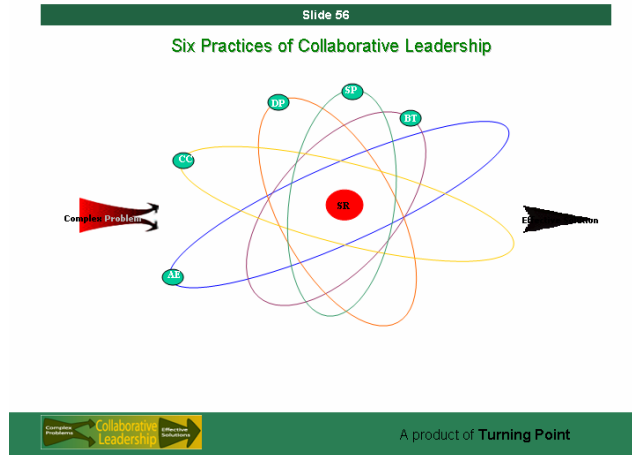 Slide 56
Six Practices of Collaborative Leadership
SP
DP
BT
CC
SR
Complex Problem
AE
Complex
Problems
Collaborative
Leadership
Effective
Solutions
A product of Turning Point